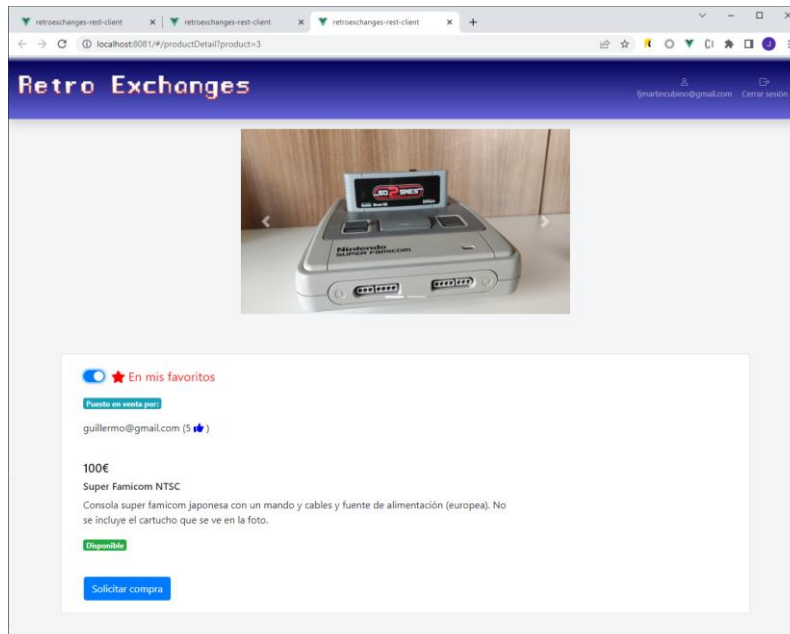 retroexchanges-rest-client
retroexchanges-rest-client
retroexchanges-rest-client
localhost:8081/#/productDetail?product=3
Retro Exchanges
fjmartincubino@gmail.com
Cerrar sesión
Nintendo
SUPER FAMICOM
En mis favoritos
Puesto en venta por:
guillermo@gmail.com (5 )
100€
Super Famicom NTSC
Consola super famicom japonesa con un mando y cables y fuente de alimentación (europea). No
se incluye el cartucho que se ve en la foto.
Disponible
Solicitar compra